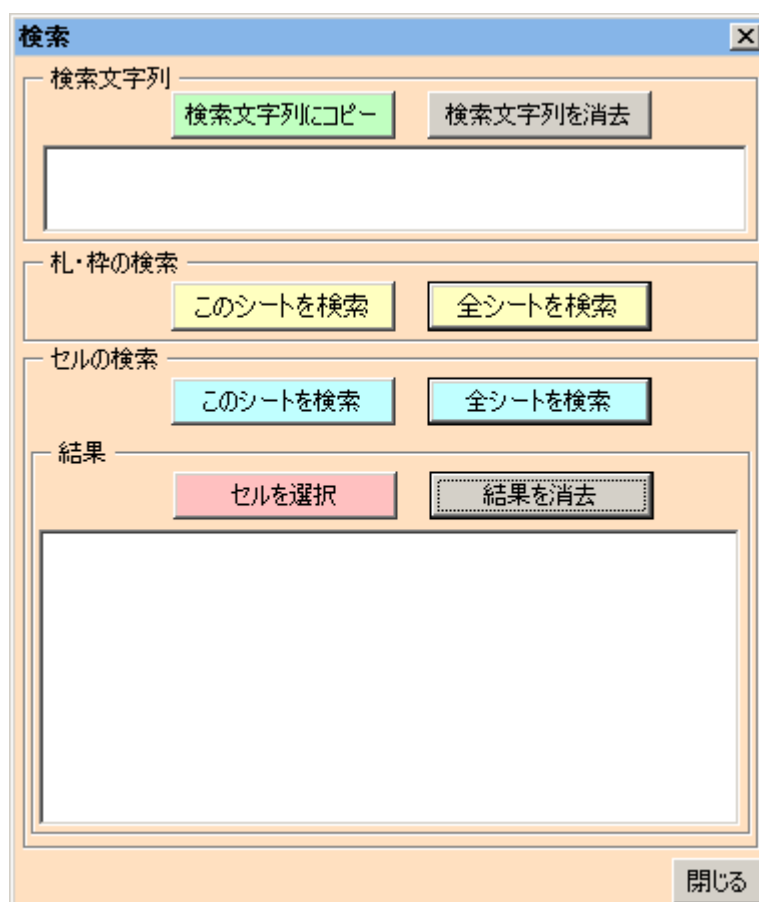 検索
検索文字列
検索文字列にコピー 検索文字列を消去
札・枠の検索
このシートを検索 全シートを検索
セルの検索
このシートを検索 全シートを検索
結果
セルを選択 結果を消去
閉じる